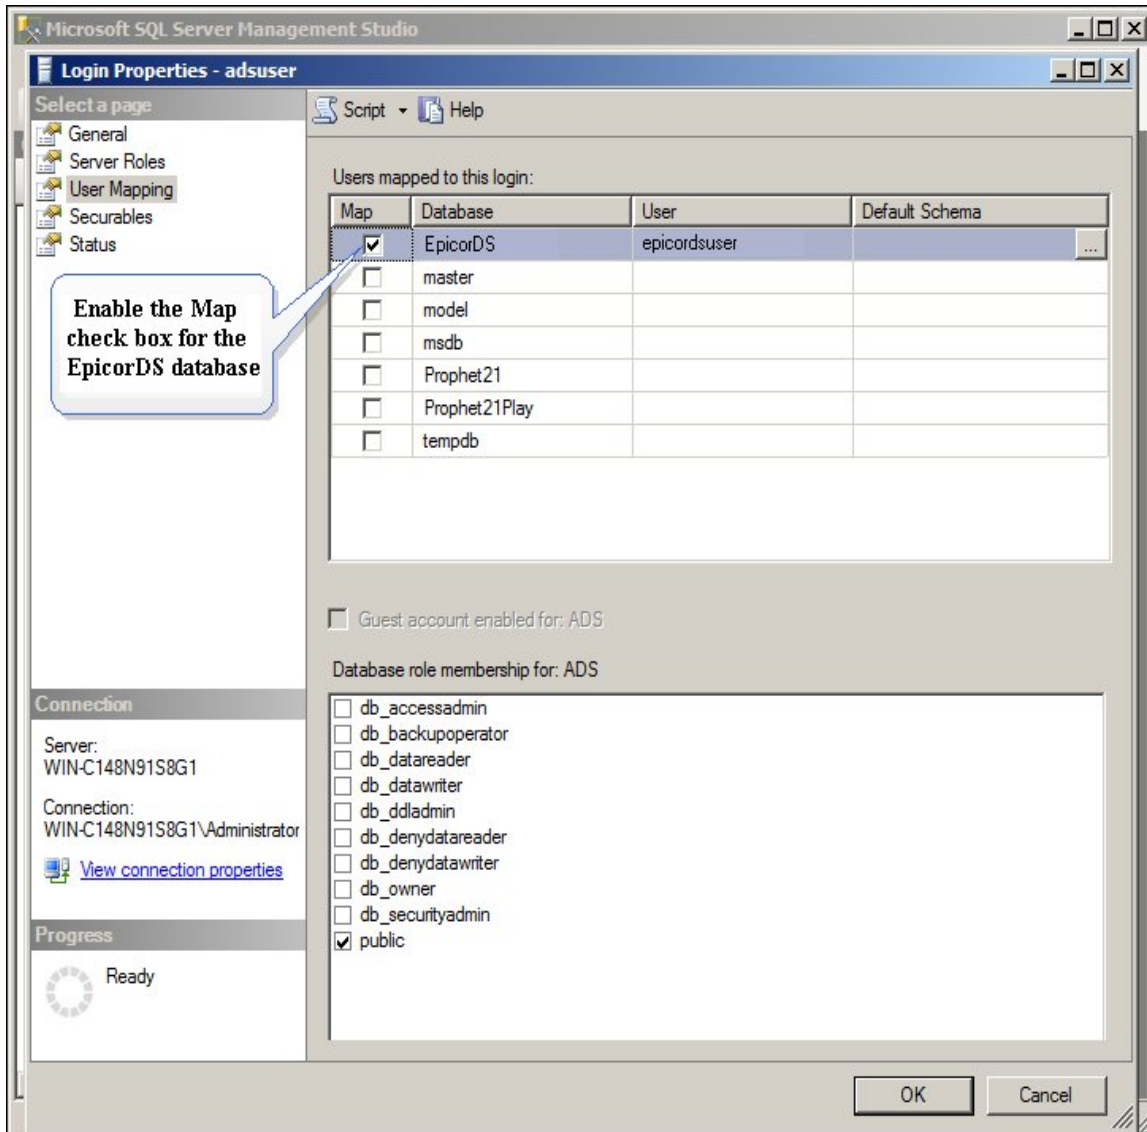 Microsoft SQL Server Management Studio
Login Properties - adsuser
Select a page
General
Server Roles
User Mapping
Securables
Status
Script
Help
Users mapped to this login:
Map Database User Default Schema
EpicorDS epicordsuser ...
master
model
msdb
Prophet21
Prophet21Play
tempdb
Enable the Map
check box for the
EpicorDS database
Guest account enabled for: ADS
Database role membership for: ADS
db_accessadmin
db_backupoperator
db_datareader
db_datawriter
db_ddladmin
db_denydatareader
db_denydatawriter
db_owner
db_securityadmin
public
Connection
Server:
WIN-C148N91S8G1
Connection:
WIN-C148N91S8G1\Administrator
View connection properties
Progress
Ready
OK Cancel